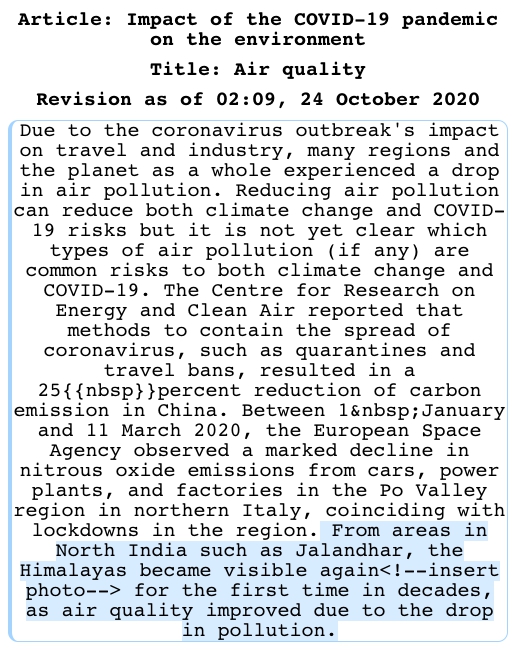 Article: Impact of the COVID-19 pandemic
on the environment
Title: Air quality
Revision as of 02:09, 24 October 2020
Due to the coronavirus outbreak's impact
on travel and industry, many regions and
the planet as a whole experienced a drop
in air pollution. Reducing air pollution
can reduce both climate change and COVID-
19 risks but it is not yet clear which
types of air pollution (if any) are
common risks to both climate change and
COVID-19. The Centre for Research on
Energy and Clean Air reported that
methods to contain the spread of
coronavirus, such as quarantines and
travel bans, resulted in a
25{{nbsp}}percent reduction of carbon
emission in China. Between 1&nbsp;January
and 11 March 2020, the European Space
Agency observed a marked decline in
nitrous oxide emissions from cars, power
plants, and factories in the Po Valley
region in northern Italy, coinciding with
lockdowns in the region. From areas in
North India such as Jalandhar, the
Himalayas became visible again<!--insert
photo--> for the first time in decades,
as air quality improved due to the drop
in pollution.